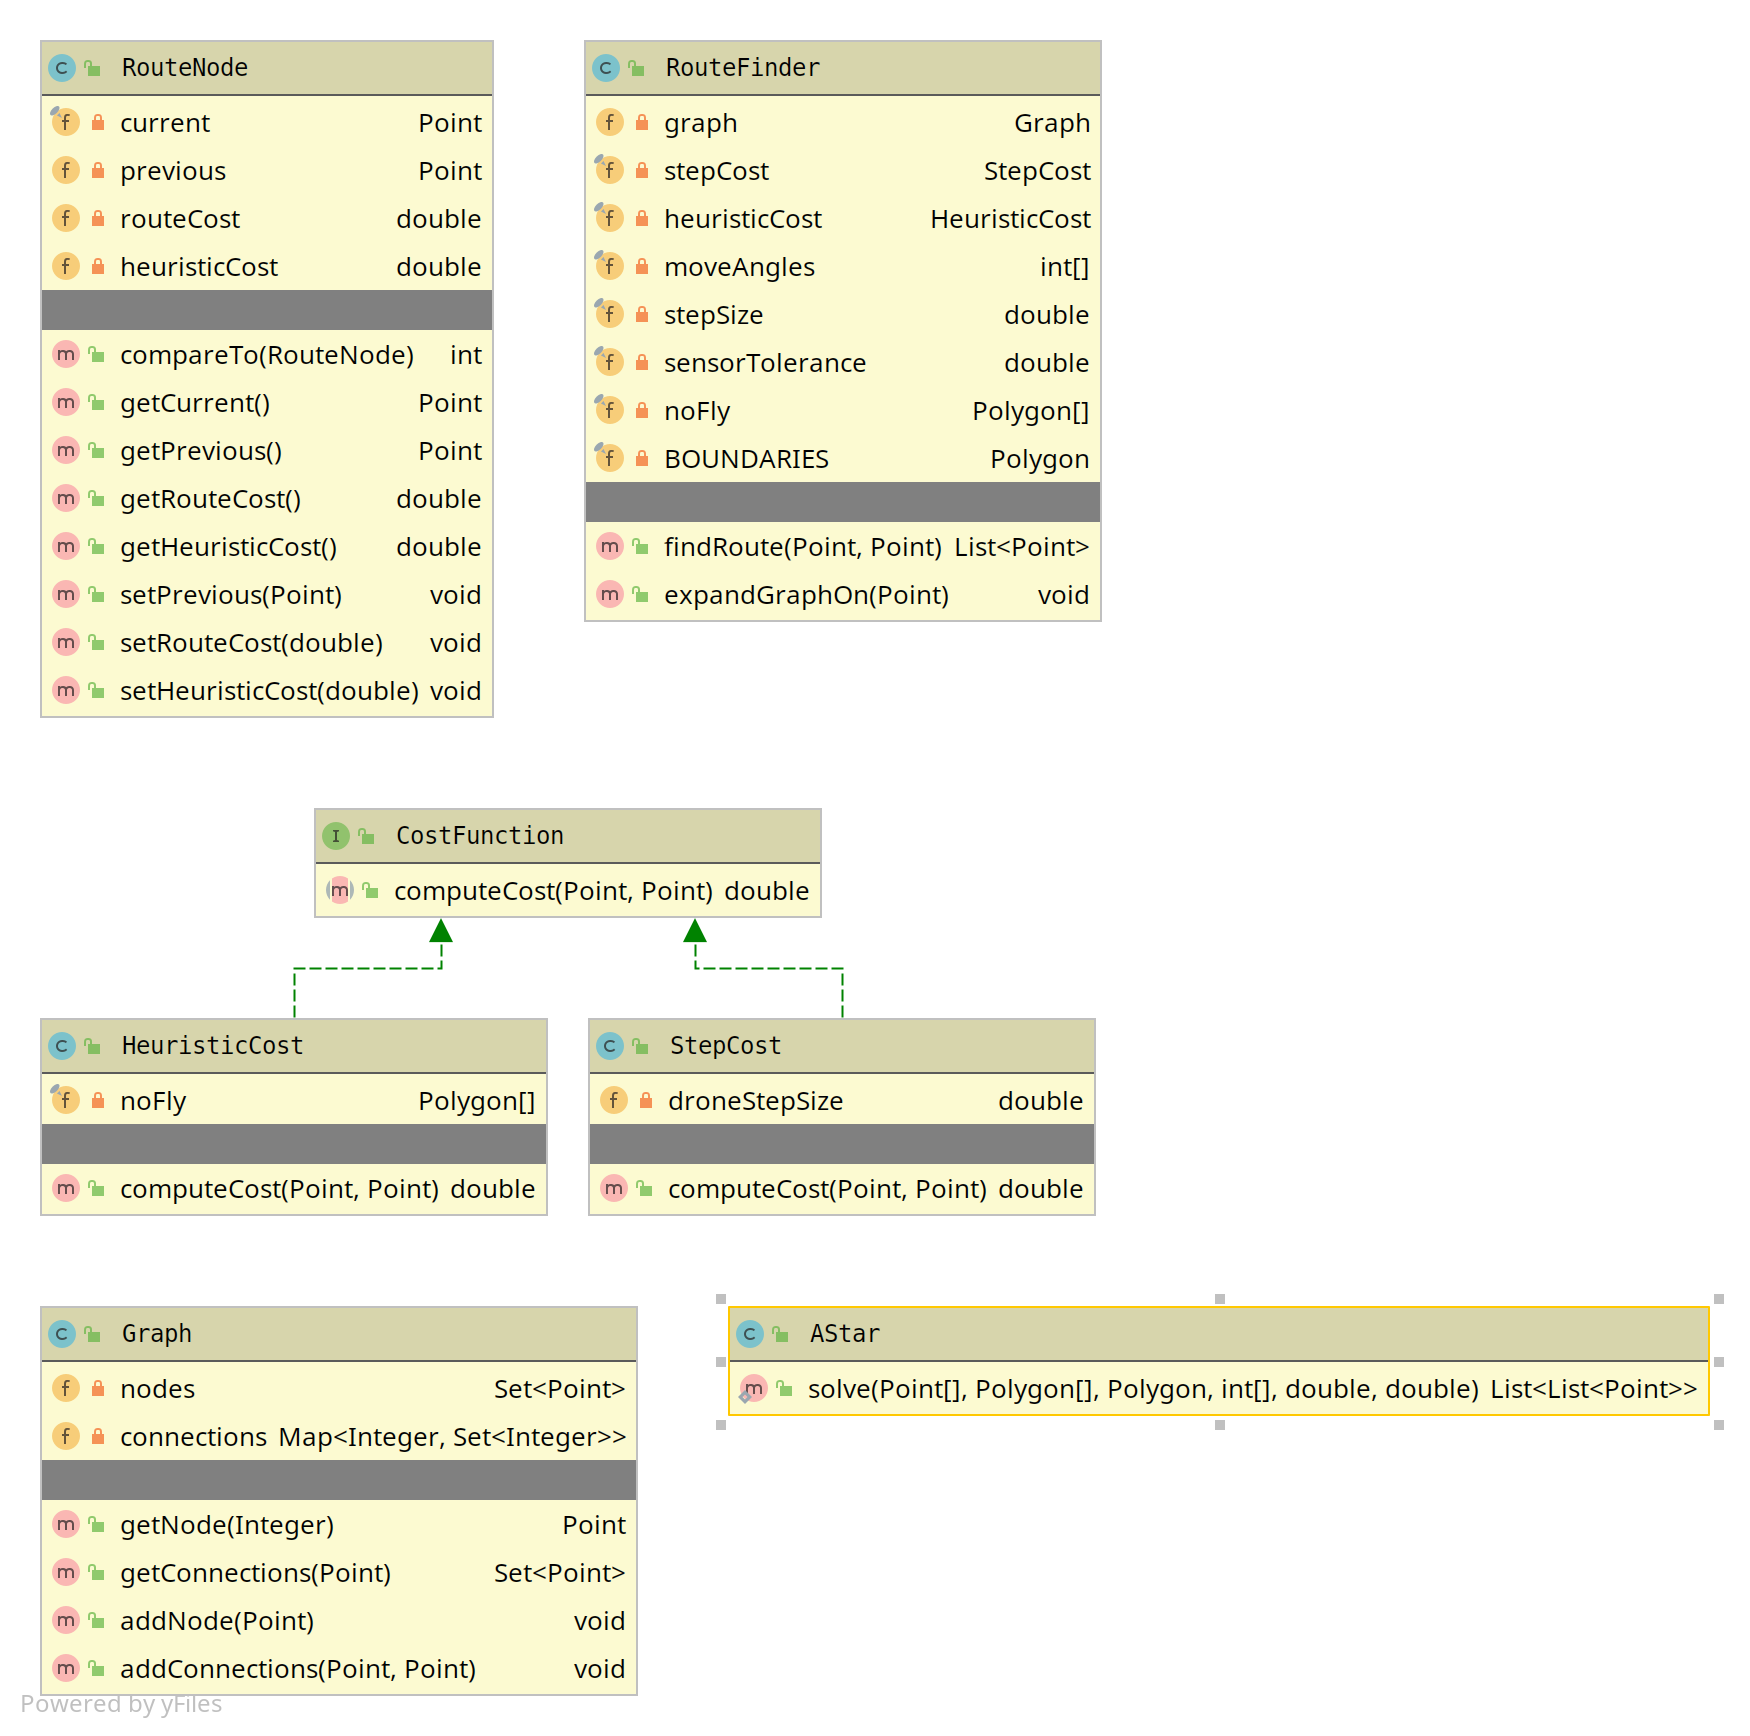 RouteNode
current Point
previous Point
routeCost double
heuristicCost double
compareTo(RouteNode) int
getCurrent() Point
getPrevious() Point
getRouteCost() double
getHeuristicCost() double
setPrevious(Point) void
setRouteCost(double) void
setHeuristicCost(double) void
RouteFinder
graph Graph
stepCost StepCost
heuristicCost HeuristicCost
moveAngles int[]
stepSize double
sensorTolerance double
noFly Polygon[]
BOUNDARIES Polygon
findRoute(Point, Point) List<Point>
expandGraphOn(Point) void
CostFunction
computeCost(Point, Point) double
HeuristicCost
noFly Polygon[]
computeCost(Point, Point) double
StepCost
droneStepSize double
computeCost(Point, Point) double
Graph
nodes Set<Point>
connections Map<Integer, Set<Integer>>
getNode(Integer) Point
getConnections(Point) Set<Point>
addNode(Point) void
addConnections(Point, Point) void
AStar
solve(Point[], Polygon[], Polygon, int[], double, double) List<List<Point>>
Powered by yFiles